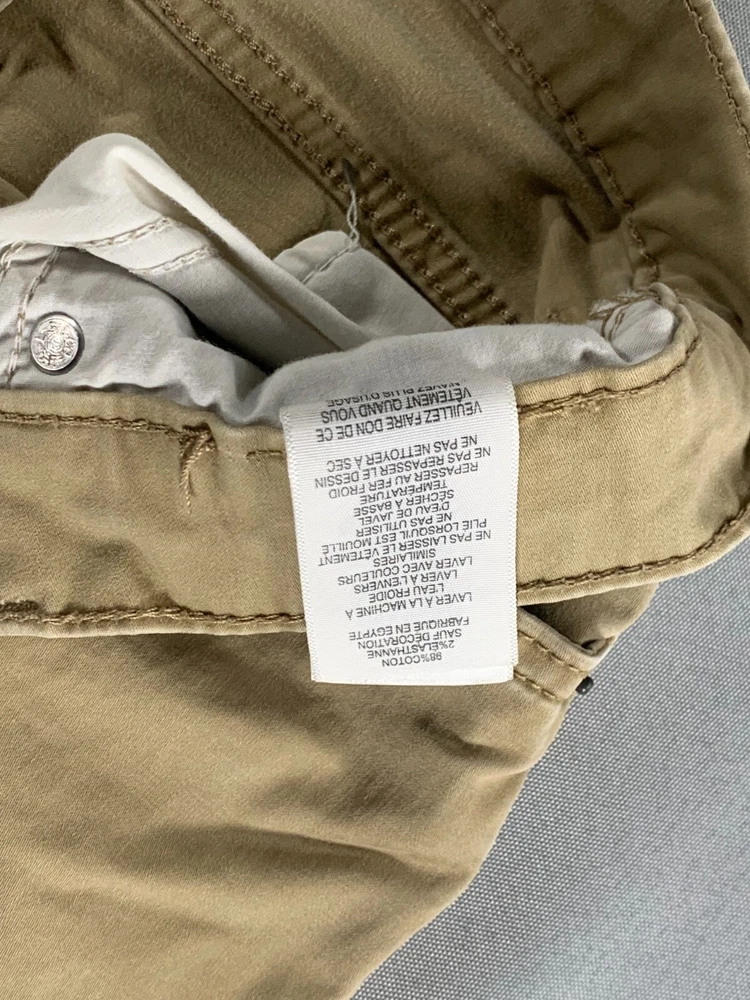 98%COTON
2%ELASTHANNE
SAUF DÉCORATION
FABRIQUE EN EGYPTE
LAVER À LA MACHINE À
L'EAU FROIDE
LAVER À L'ENVERS
LAVER AVEC COULEURS
SIMILAIRES
NE PAS LAISSER LE VÊTEMENT
PLIÉ LORSQU'IL EST MOUILLÉ
NE PAS UTILISER
D'EAU DE JAVEL
SÉCHER À BASSE
TEMPÉRATURE
REPASSER AU FER FROID
NE PAS REPASSER LE DESSIN
NE PAS NETTOYER À SEC
VEUILLEZ FAIRE DON DE CE
VÊTEMENT QUAND VOUS
N'AVEZ PLUS D'USAGE